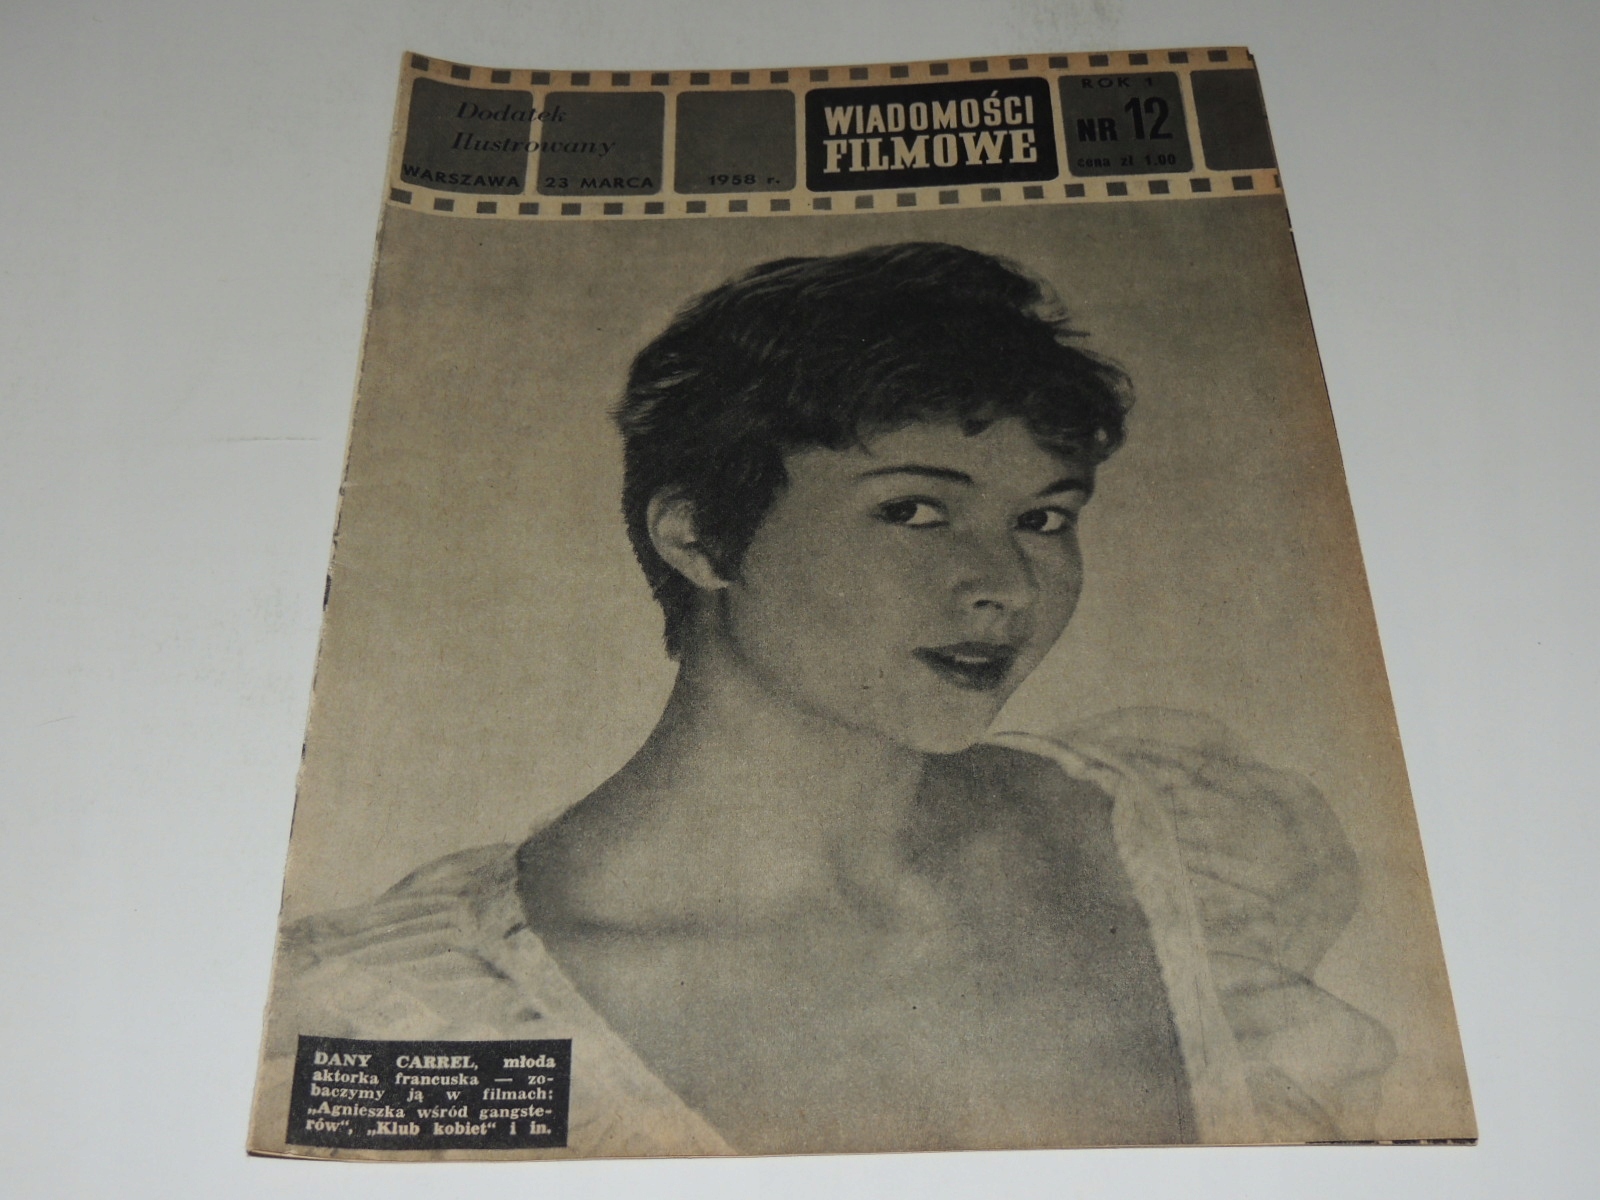 Dodatek
Ilustrowany
WARSZAWA 23 MARCA 1958 r.
WIADOMOŚCI
FILMOWE
ROK 1
NR 12
cena zł 1.00
DANY CARREL, młoda
aktorka francuska — zo-
baczymy ją w filmach:
„Agnieszka wśród gangste-
rów“, „Klub kobiet“ i in.